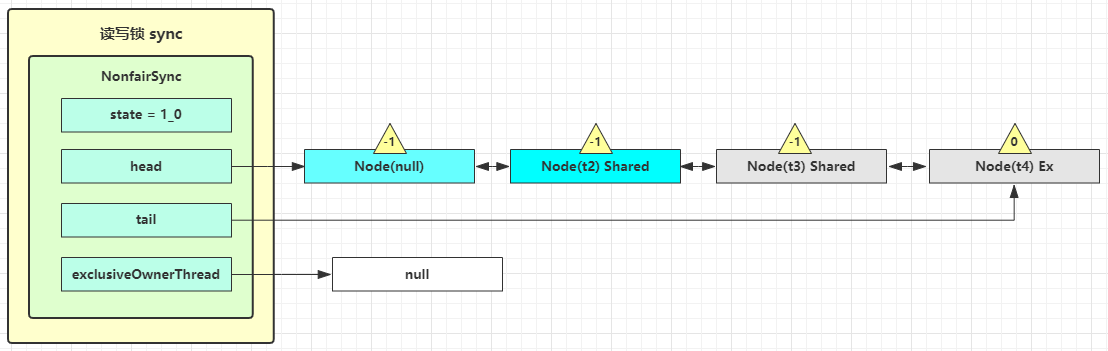 读写锁 sync
NonfairSync
state = 1_0
head
tail
exclusiveOwnerThread
-1
-1
-1
0
Node(null)
Node(t2) Shared
Node(t3) Shared
Node(t4) Ex
null